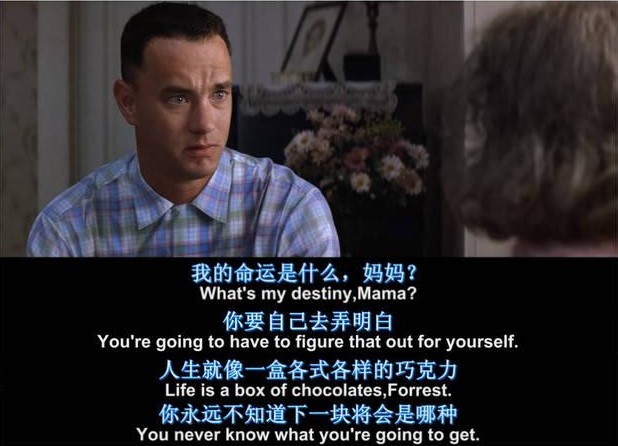 我的命运是什么，妈妈？
What's my destiny,Mama?
你要自己去弄明白
You're going to have to figure that out for yourself.
人生就像一盒各式各样的巧克力
Life is a box of chocolates,Forrest.
你永远不知道下一块将会是哪种
You never know what you're going to get.